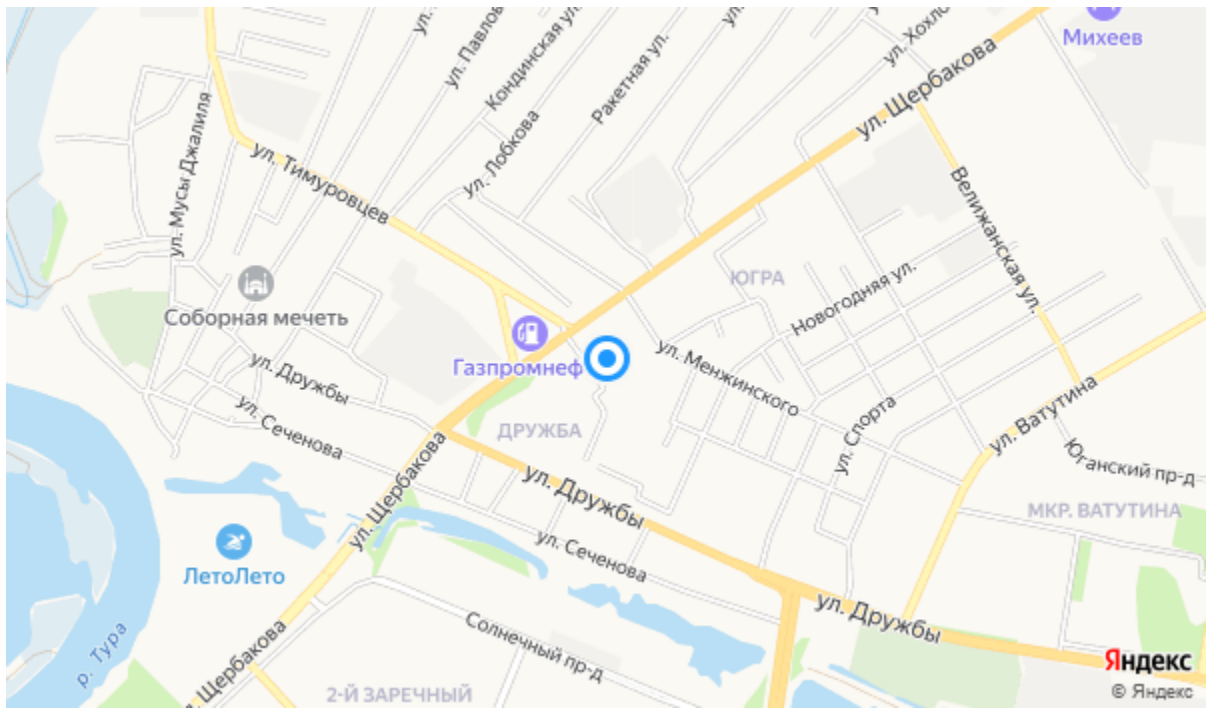 ул. Павлов
Кондинская ул.
Ракетная ул.
ул. Хохло
ул. Щербакова
Михеев
ул. Мусы Джалиля
ул. Тимуровцев
ул. Лобкова
Велижанская ул.
ЮГРА
Новогодняя ул.
Соборная мечеть
Газпромнеф
ул. Менжинского
ул. Дружбы
ул. Сеченова
ДРУЖБА
ул. Спорта
ул. Ватутина
Юганский пр-д
ул. Щербакова
ул. Дружбы
МКР. ВАТУТИНА
ЛетоЛето
ул. Сеченова
ул. Дружбы
р. Тура
Щербакова
Солнечный пр-д
2-Й ЗАРЕЧНЫЙ
Яндекс
© Яндекс